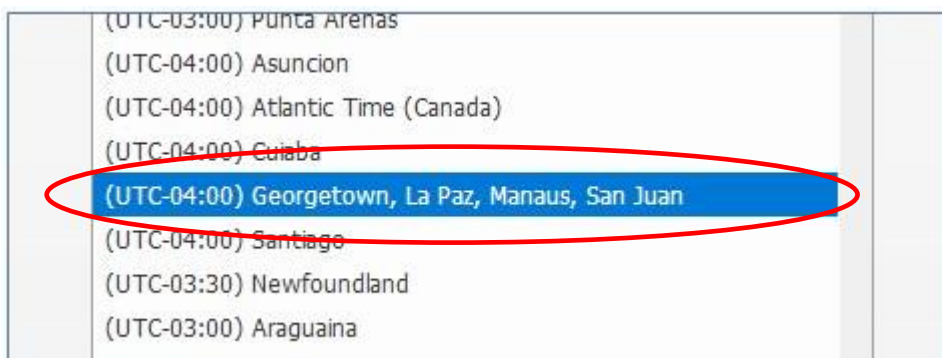 (UTC-03:00) Punta Arenas
(UTC-04:00) Asuncion
(UTC-04:00) Atlantic Time (Canada)
(UTC-04:00) Cuiaba
(UTC-04:00) Georgetown, La Paz, Manaus, San Juan
(UTC-04:00) Santiago
(UTC-03:30) Newfoundland
(UTC-03:00) Araguaina